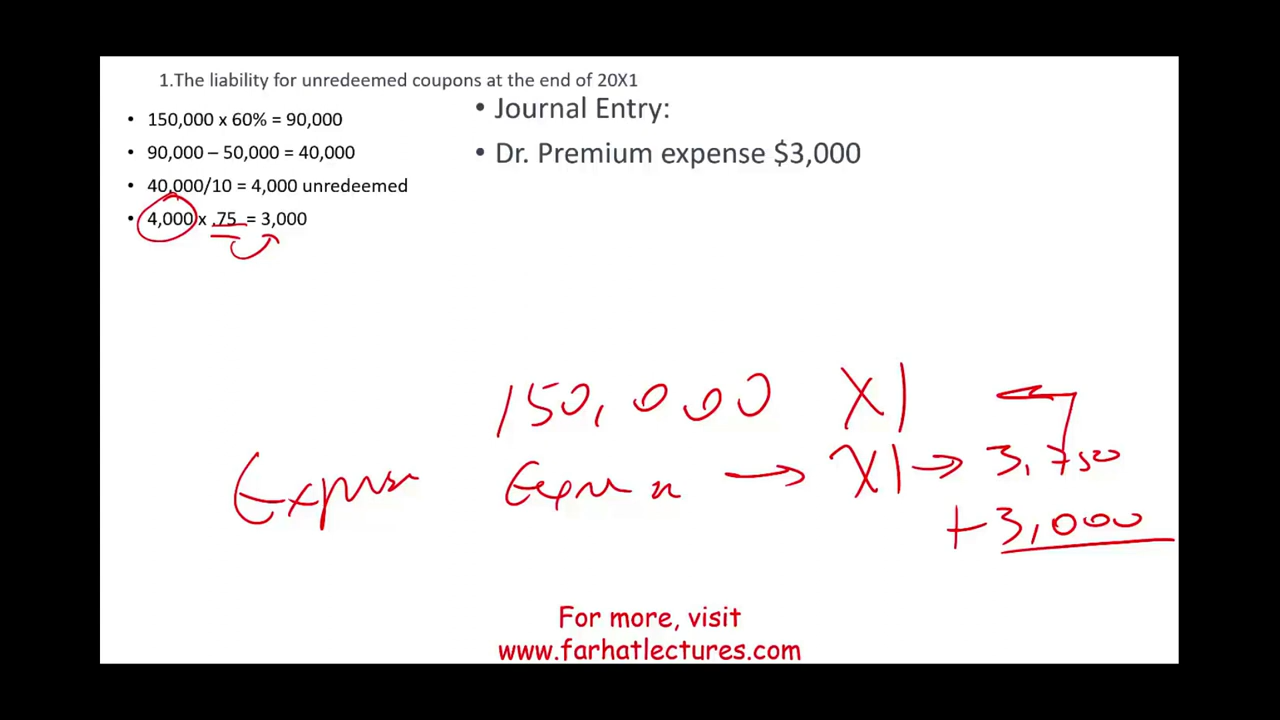 1.The liability for unredeemed coupons at the end of 20X1
• 150,000 x 60% = 90,000
• 90,000 – 50,000 = 40,000
• 40,000/10 = 4,000 unredeemed
• 4,000 x .75 = 3,000
• Journal Entry:
• Dr. Premium expense $3,000
150,000 X1
Expense Expense → X1 → 3,750
+3,000
For more, visit
www.farhatlectures.com